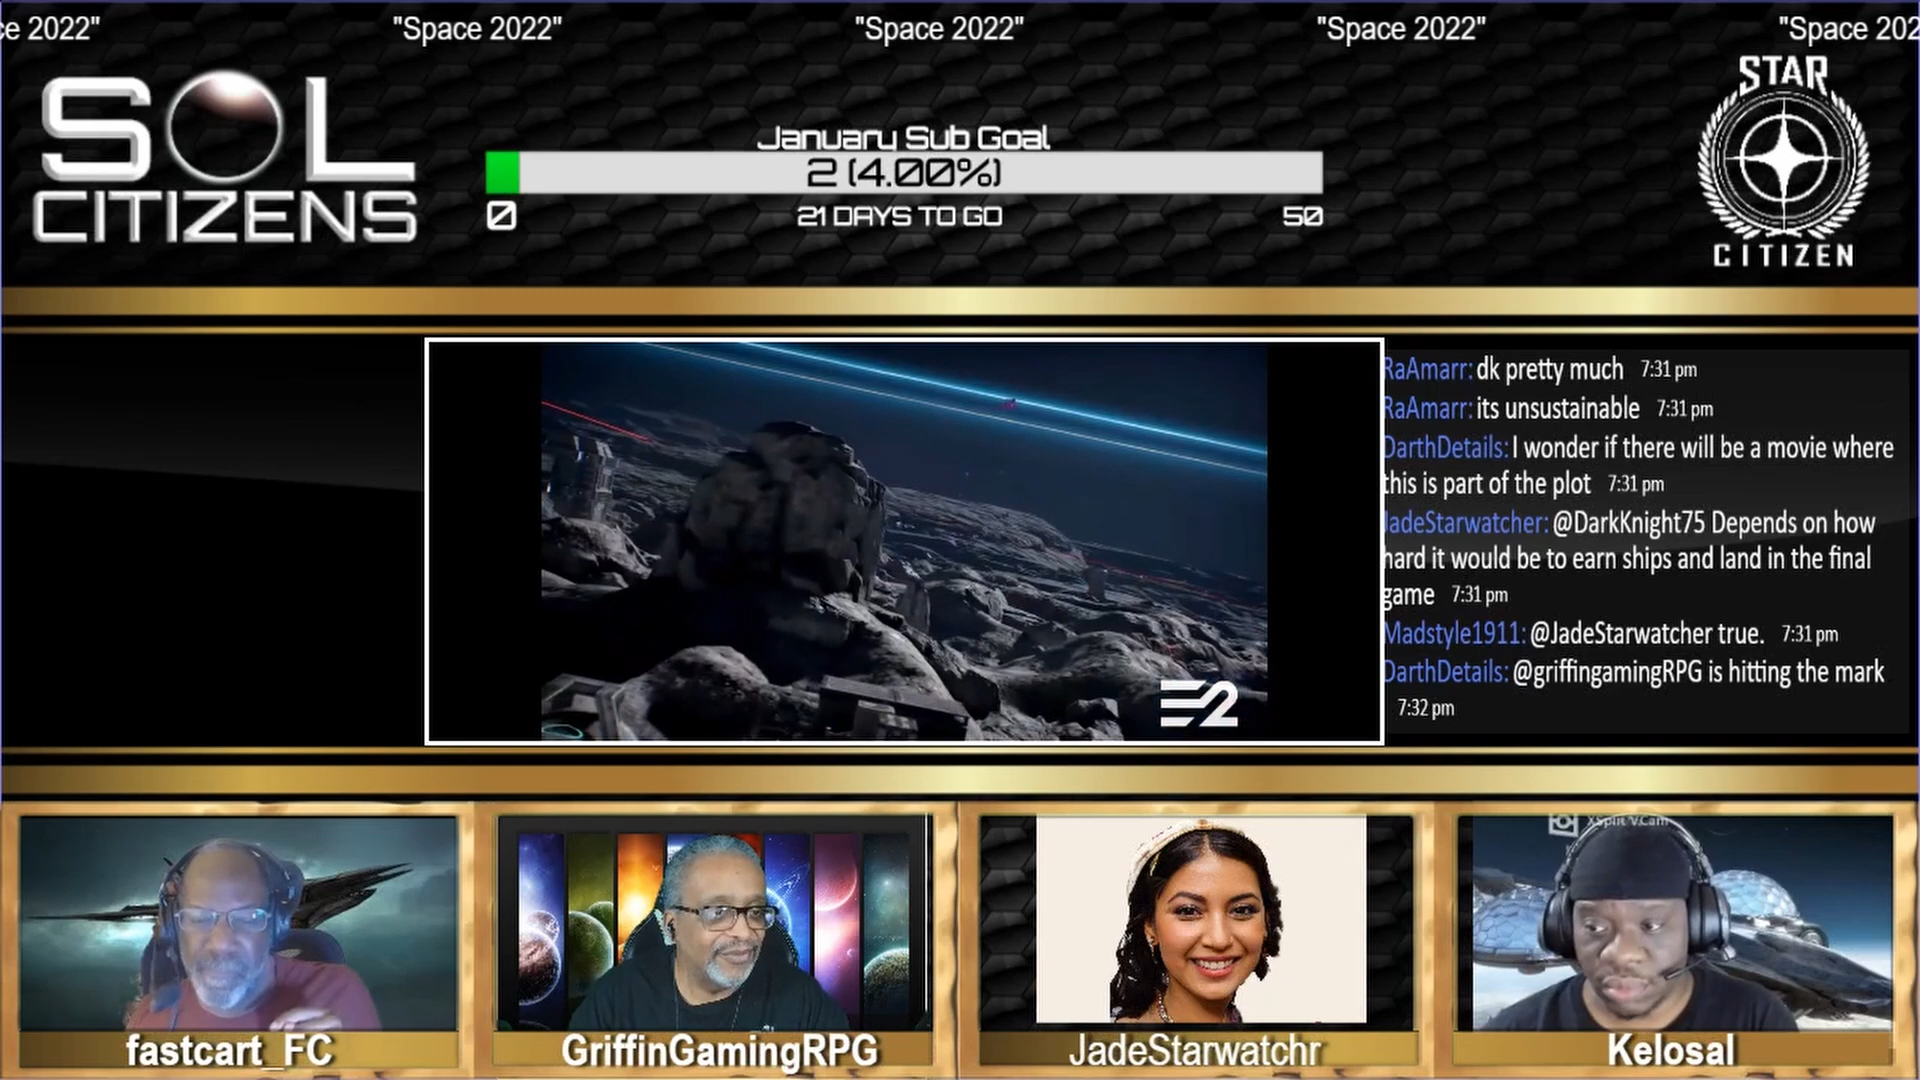 ce 2022" "Space 2022" "Space 2022" "Space 2022" "Space 202
SOL
CITIZENS
January Sub Goal
2 (4.00%)
0 21 DAYS TO GO 50
STAR
CITIZEN
RaAmarr: dk pretty much 7:31 pm
RaAmarr: its unsustainable 7:31 pm
DarthDetails: I wonder if there will be a movie where
this is part of the plot 7:31 pm
JadeStarwatcher: @DarkKnight75 Depends on how
hard it would be to earn ships and land in the final
game 7:31 pm
Madstyle1911: @JadeStarwatcher true. 7:31 pm
DarthDetails: @griffingamingRPG is hitting the mark
7:32 pm
E2
XSplit VCam
fastcart_FC
GriffinGamingRPG
JadeStarwatchr
Kelosal